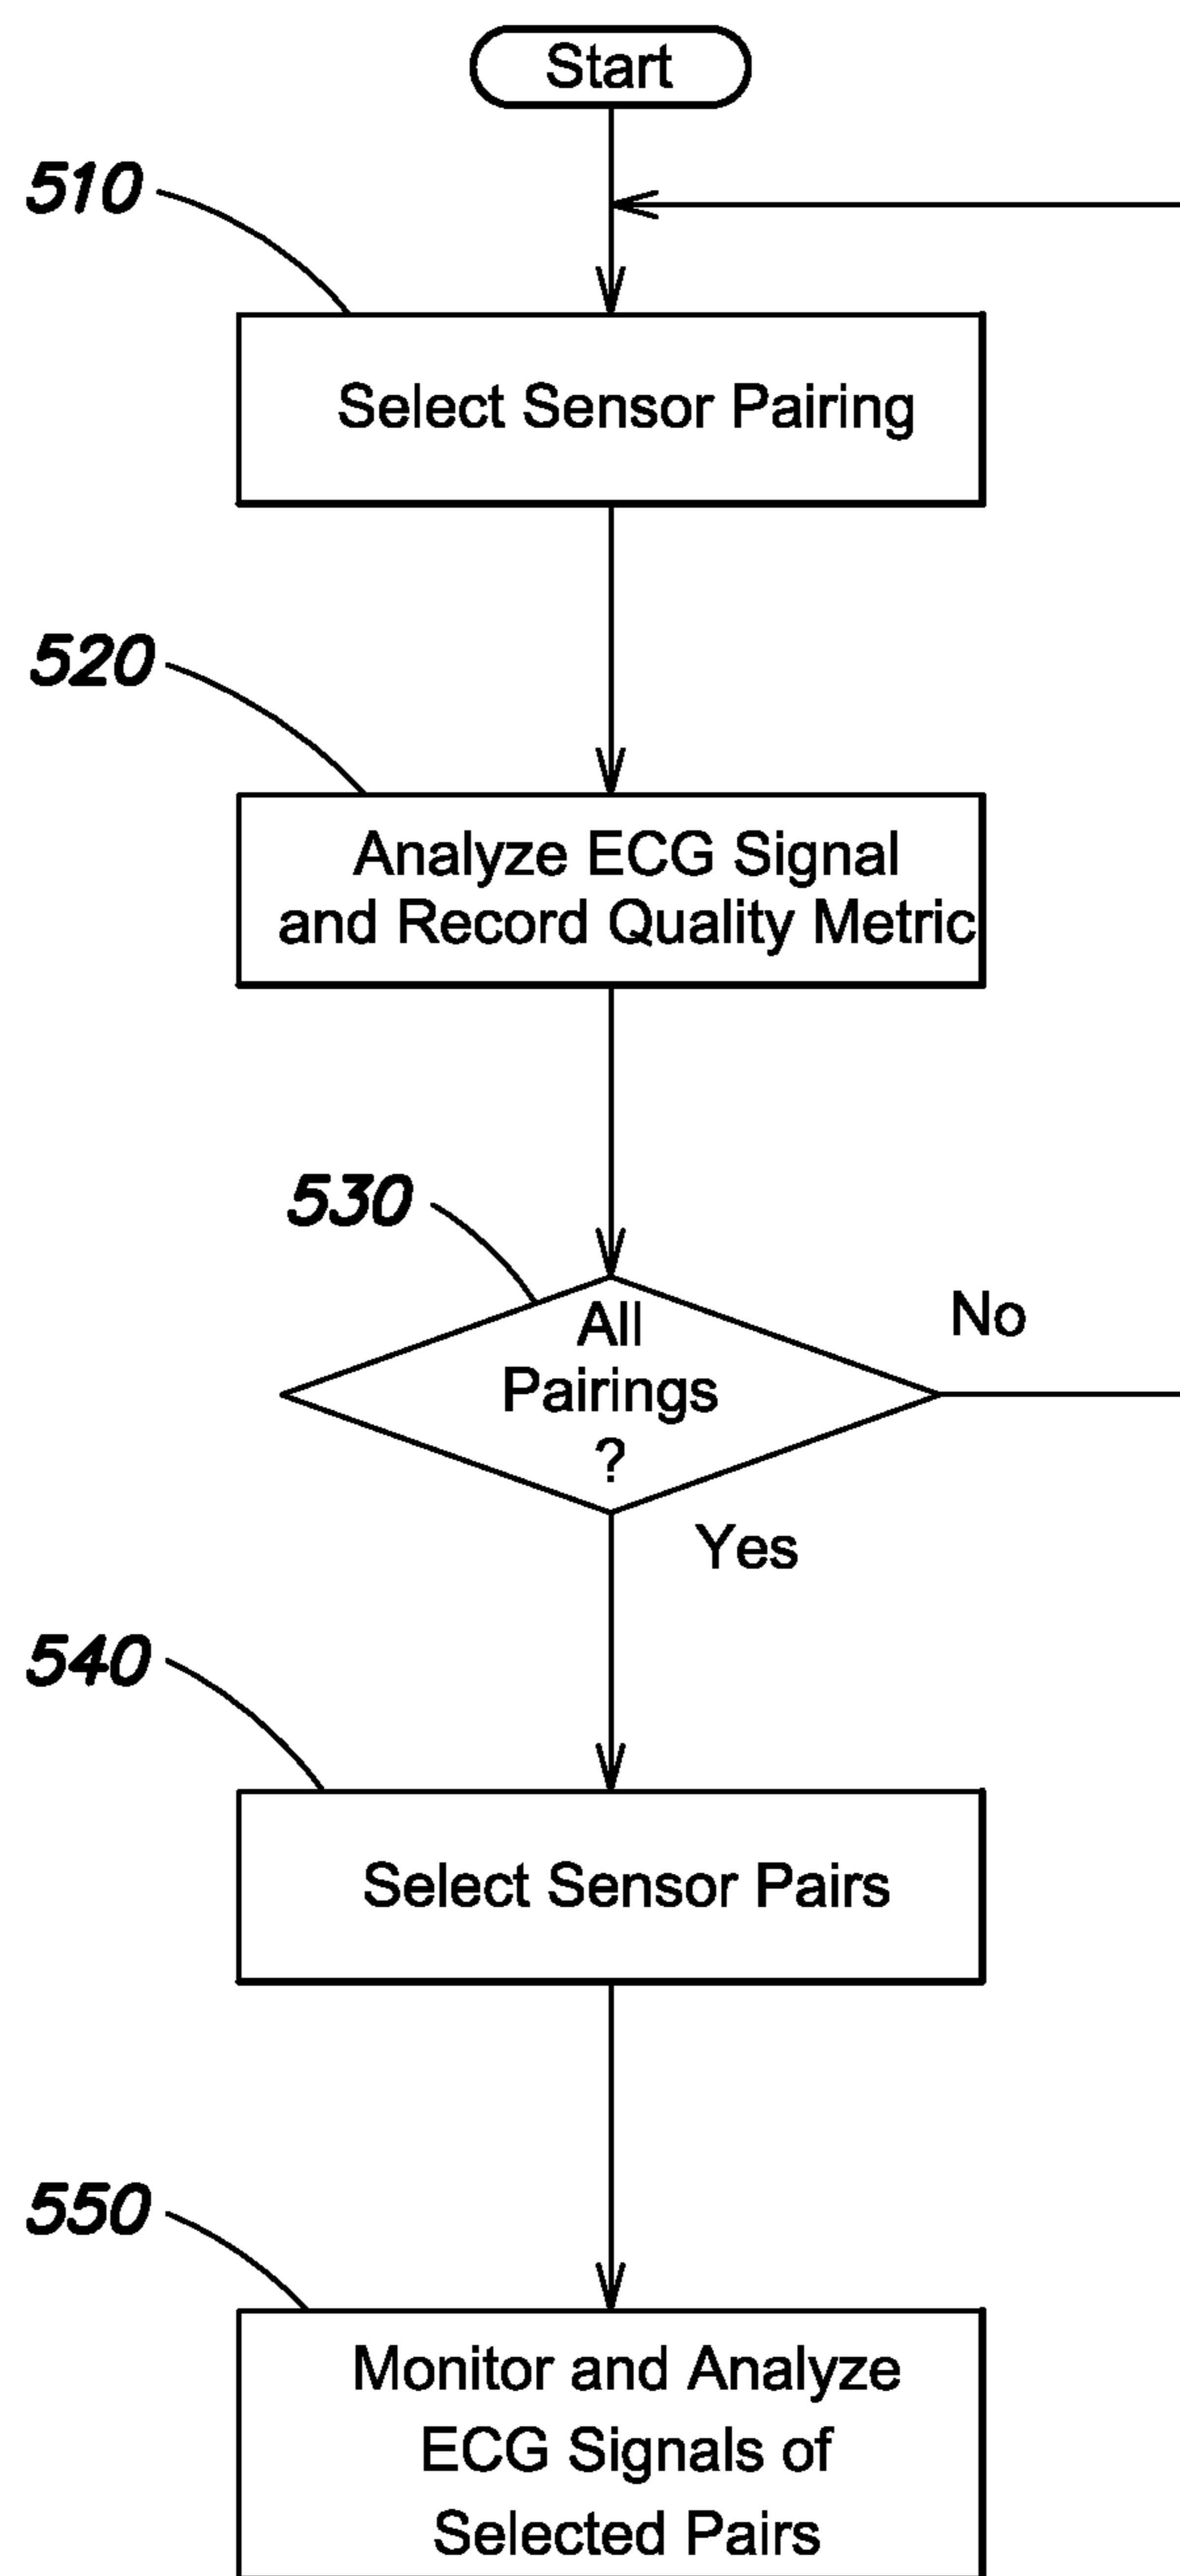 Start
510
Select Sensor Pairing
520
Analyze ECG Signal
and Record Quality Metric
530
All
Pairings
?
No
Yes
540
Select Sensor Pairs
550
Monitor and Analyze
ECG Signals of
Selected Pairs